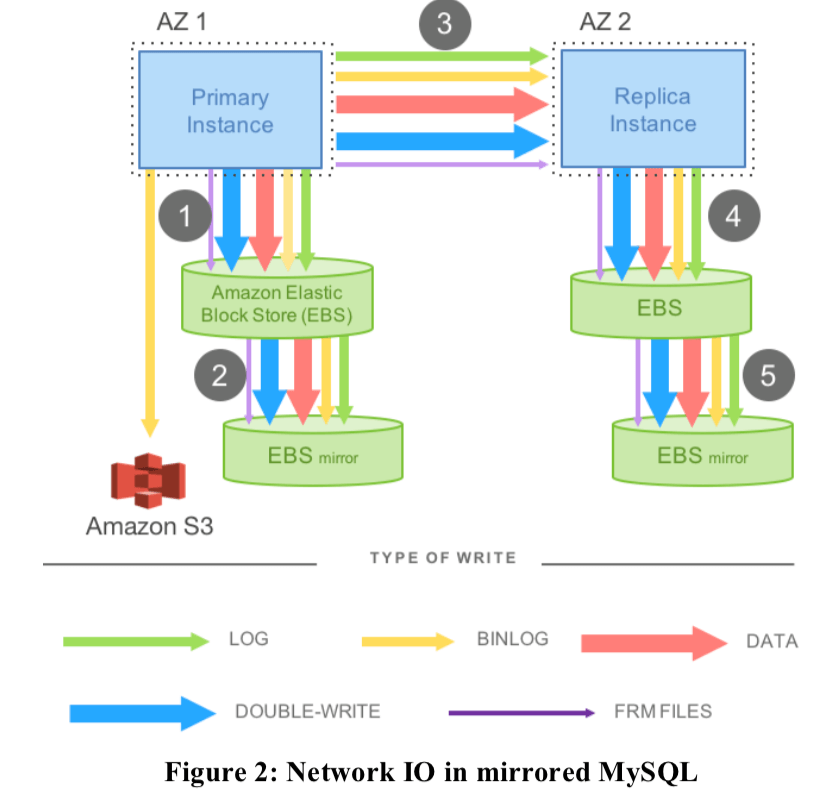 AZ 1
3
AZ 2
Primary
Instance
Replica
Instance
1
4
Amazon Elastic
Block Store (EBS)
EBS
2
5
EBS mirror
EBS mirror
Amazon S3
TYPE OF WRITE
LOG
BINLOG
DATA
DOUBLE-WRITE
FRM FILES
Figure 2: Network IO in mirrored MySQL